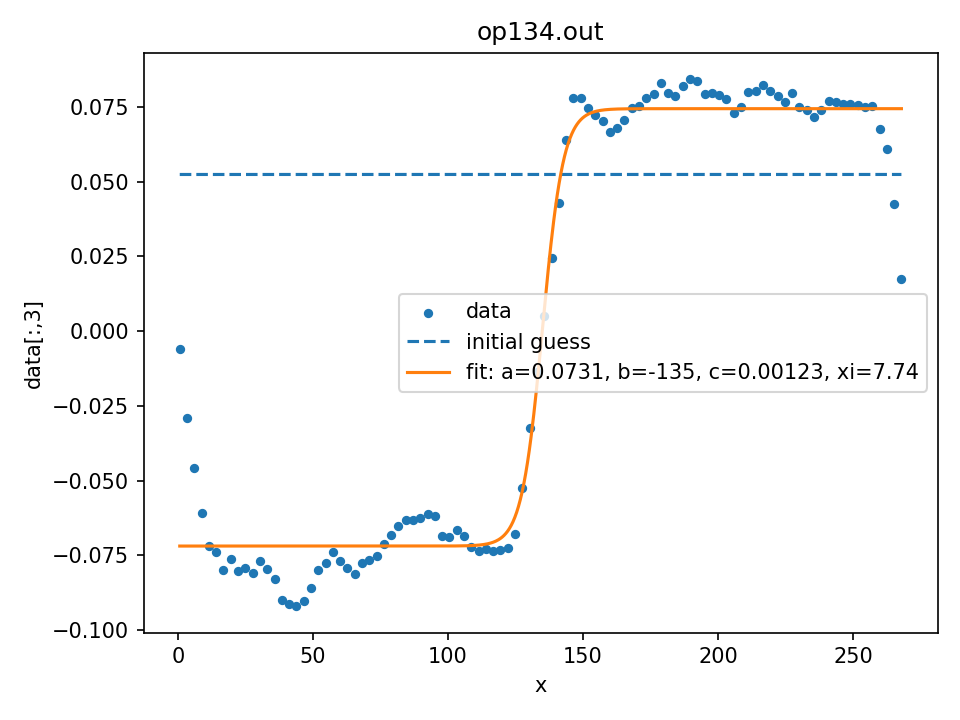 op134.out
0.075
0.050
0.025
0.000
−0.025
−0.050
−0.075
−0.100
data[:,3]
data
initial guess
fit: a=0.0731, b=-135, c=0.00123, xi=7.74
0 50 100 150 200 250
x